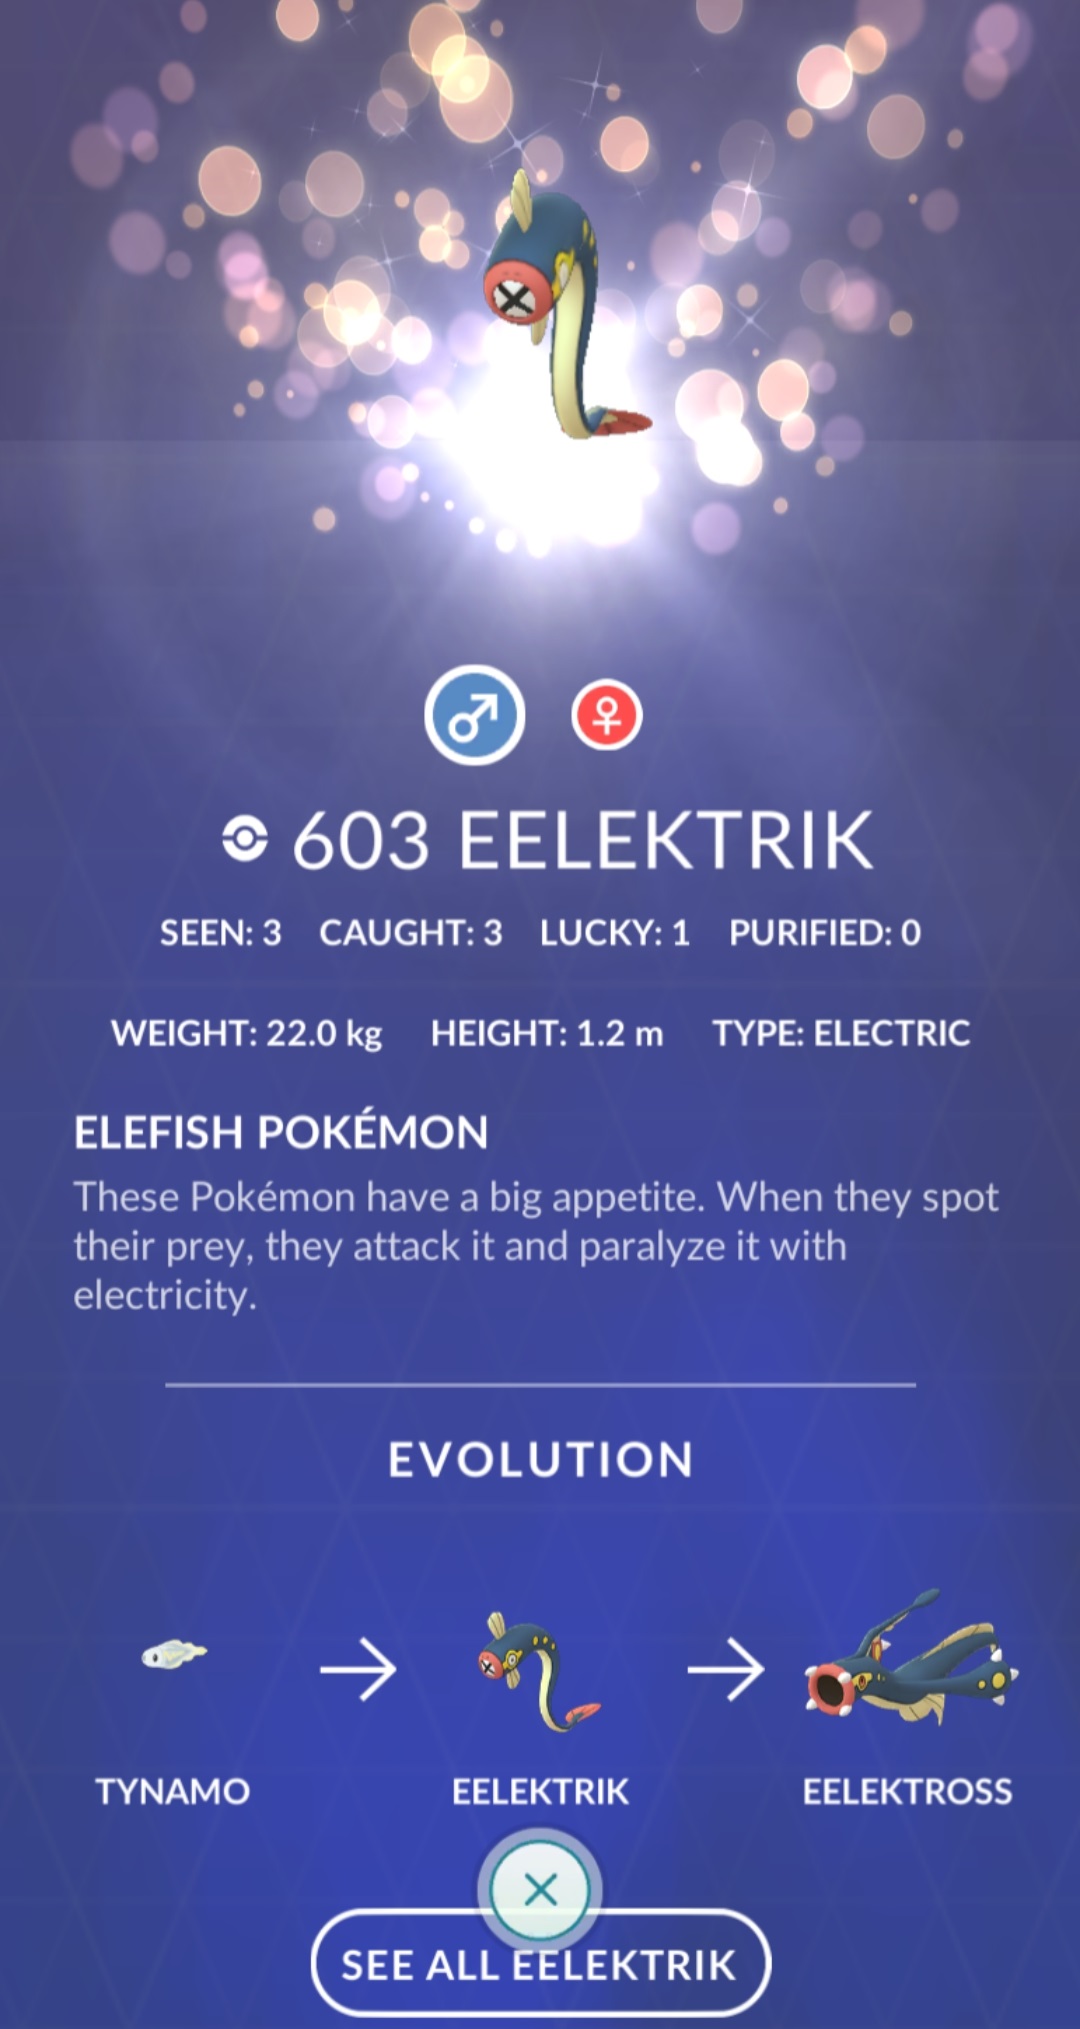 603 EELEKTRIK
SEEN: 3 CAUGHT: 3 LUCKY: 1 PURIFIED: 0
WEIGHT: 22.0 kg HEIGHT: 1.2 m TYPE: ELECTRIC
ELEFISH POKÉMON
These Pokémon have a big appetite. When they spot
their prey, they attack it and paralyze it with
electricity.
EVOLUTION
TYNAMO EELEKTRIK EELEKTROSS
SEE ALL EELEKTRIK